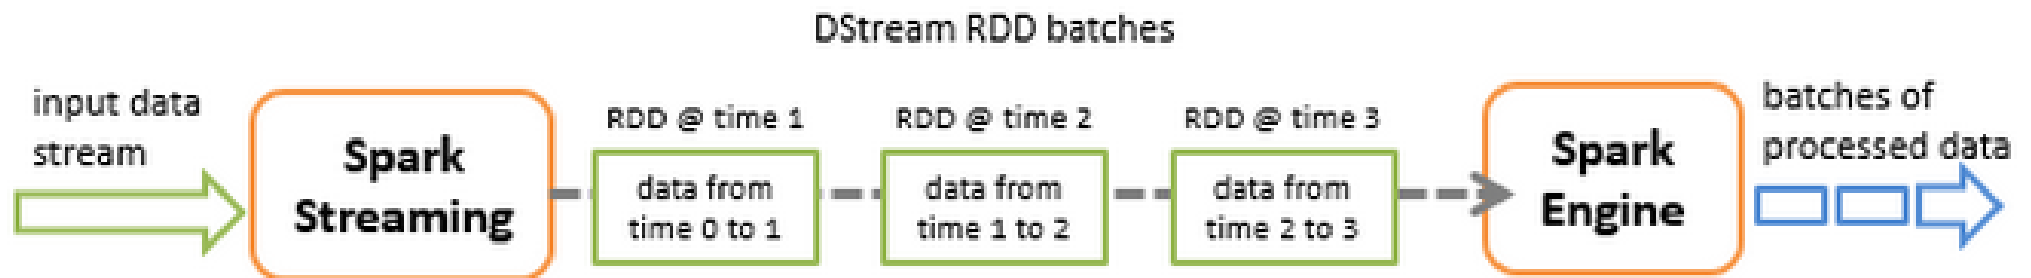 DStream RDD batches
input data
stream
Spark
Streaming
RDD @ time 1
data from
time 0 to 1
RDD @ time 2
data from
time 1 to 2
RDD @ time 3
data from
time 2 to 3
Spark
Engine
batches of
processed data